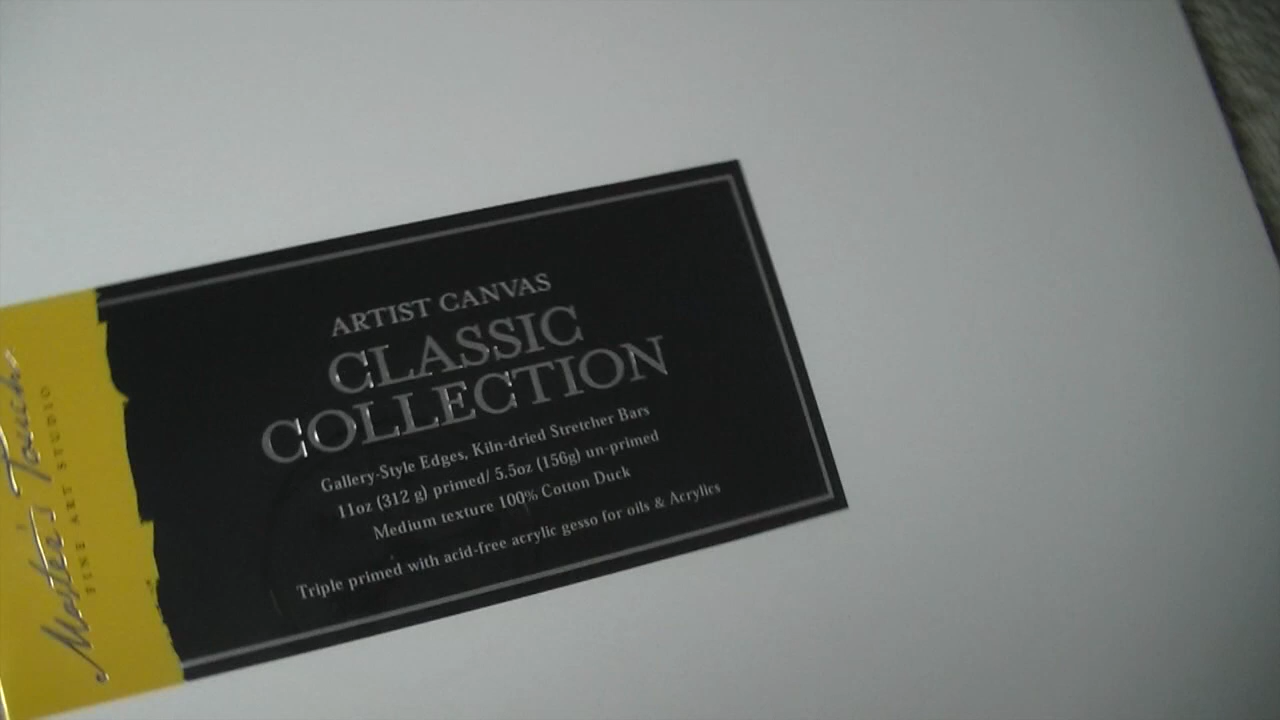 Master's Touch
FINE ART STUDIO
ARTIST CANVAS
CLASSIC
COLLECTION
Gallery-Style Edges, Kiln-dried Stretcher Bars
11oz (312 g) primed/ 5.5oz (156g) un-primed
Medium texture 100% Cotton Duck
Triple primed with acid-free acrylic gesso for oils & Acrylics